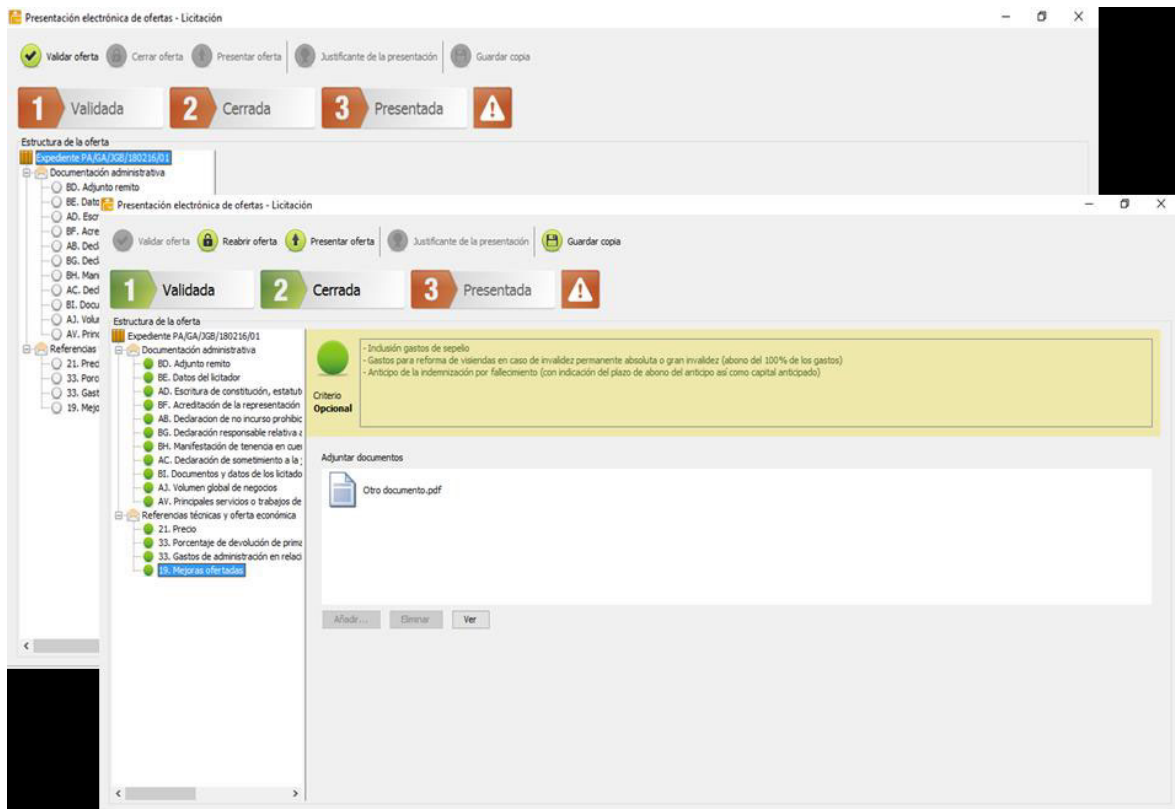 Presentación electrónica de ofertas - Licitación
Validar oferta Cerrar oferta Presentar oferta Justificante de la presentación Guardar copia
1 Validada 2 Cerrada 3 Presentada
Estructura de la oferta
Expediente PA/GA/JGB/180216/01
Documentación administrativa
BD. Adjunto remito
BE. Dato
AD. Escr
BF. Acre
AB. Decl
BG. Decl
BH. Mani
AC. Decl
BI. Docu
AJ. Volu
AV. Princ
Referencias
21. Prec
33. Porc
33. Gast
19. Mejo
Presentación electrónica de ofertas - Licitación
Validar oferta Reabrir oferta Presentar oferta Justificante de la presentación Guardar copia
1 Validada 2 Cerrada 3 Presentada
Estructura de la oferta
Expediente PA/GA/JGB/180216/01
Documentación administrativa
BD. Adjunto remito
BE. Datos del licitador
AD. Escritura de constitución, estatut
BF. Acreditación de la representación
AB. Declaracion de no incurso prohibic
BG. Declaración responsable relativa a
BH. Manifestación de tenencia en cuen
AC. Declaración de sometimiento a la j
BI. Documentos y datos de los licitado
AJ. Volumen global de negocios
AV. Principales servicios o trabajos de
Referencias técnicas y oferta económica
21. Precio
33. Porcentaje de devolución de prima
33. Gastos de administración en relaci
19. Mejoras ofertadas
Criterio
Opcional
- Inclusión gastos de sepelio
- Gastos para reforma de visiendas en caso de invalidez permanente absoluta o gran invalidez (abono del 100% de los gastos)
- Anticipo de la indemnización por fallecimiento (con indicación del plazo de abono del anticipo así como capital anticipado)
Adjuntar documentos
Otro documento.pdf
Añadir... Eliminar Ver